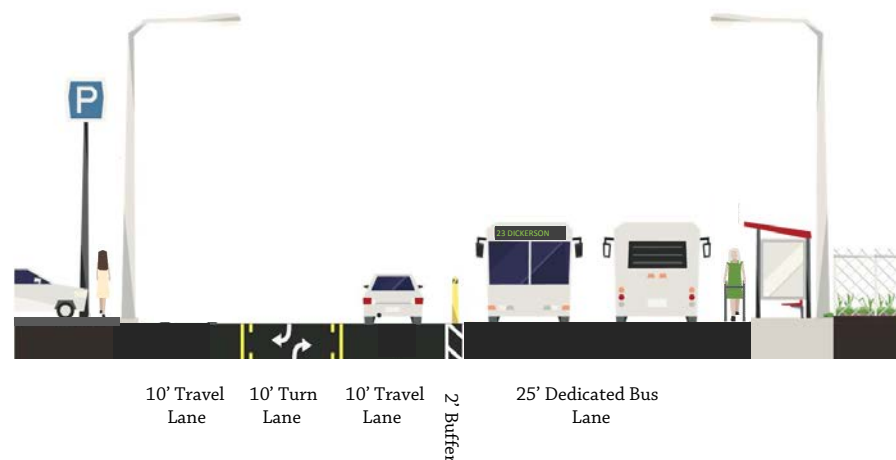 P
23 DICKERSON
10’ Travel Lane
10’ Turn Lane
10’ Travel Lane
2’ Buffer
25’ Dedicated Bus Lane